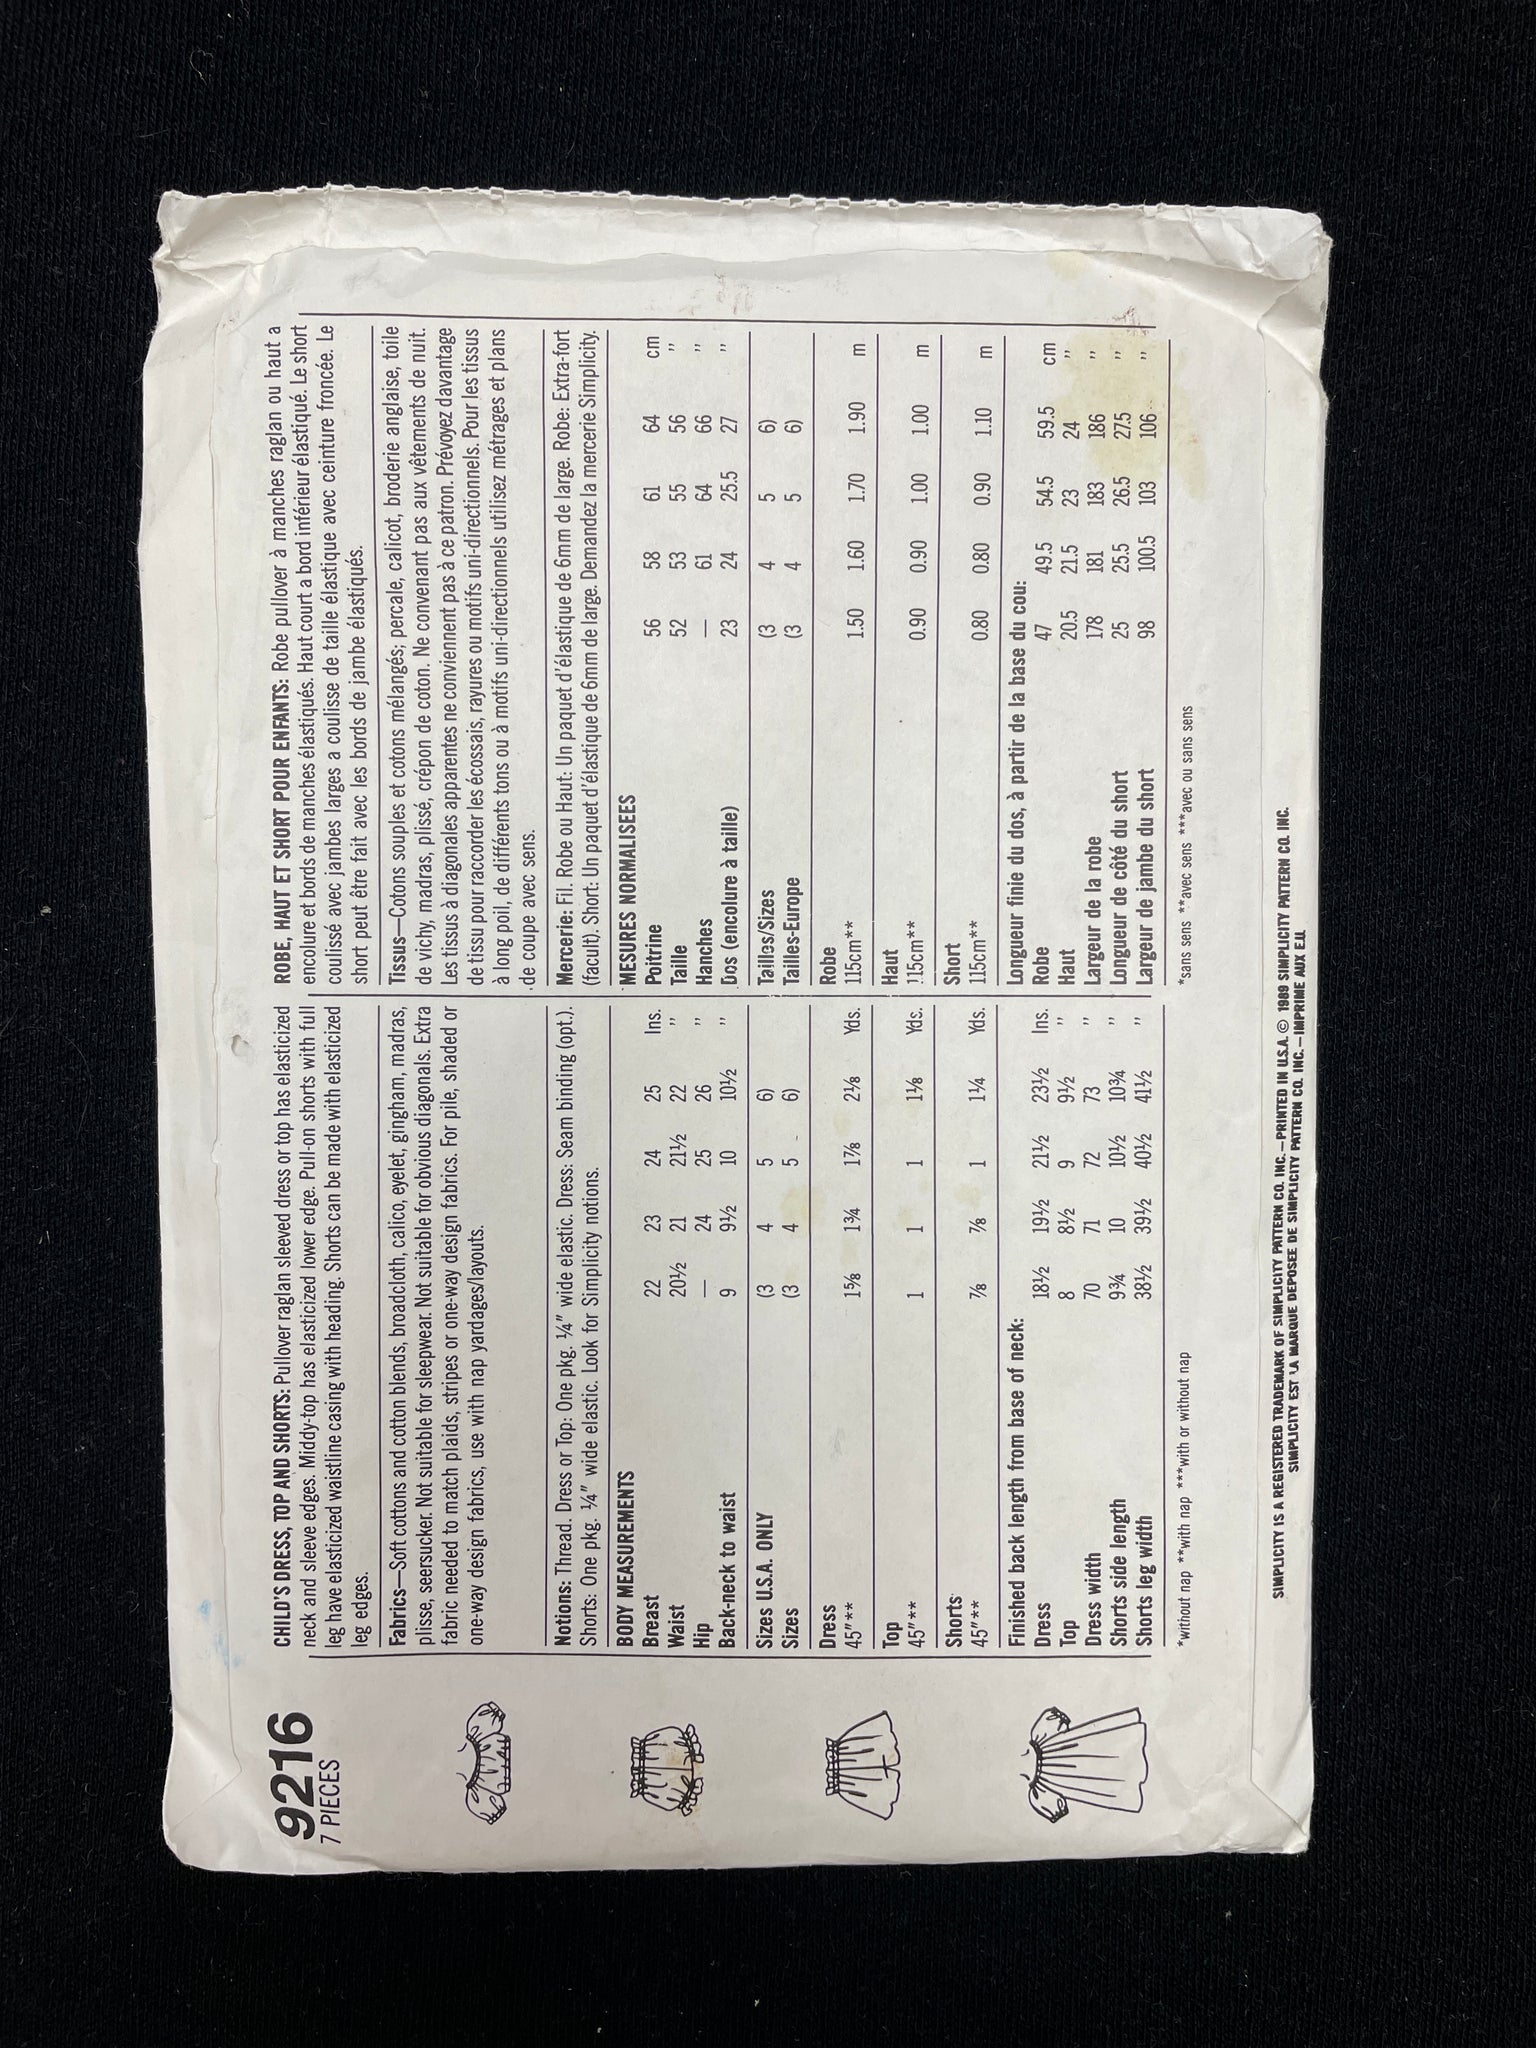 9216
7 PIECES
CHILD'S DRESS, TOP AND SHORTS: Pullover raglan sleeved dress or top has elasticized
neck and sleeve edges. Middy-top has elasticized lower edge. Pull-on shorts with full
leg have elasticized waistline casing with heading. Shorts can be made with elasticized
leg edges.
Fabrics—Soft cottons and cotton blends, broadcloth, calico, eyelet, gingham, madras,
plisse, seersucker. Not suitable for sleepwear. Not suitable for obvious diagonals. Extra
fabric needed to match plaids, stripes or one-way design fabrics. For pile, shaded or
one-way design fabrics, use with nap yardages/layouts.
Notions: Thread. Dress or Top: One pkg. ¼" wide elastic. Dress: Seam binding (opt.).
Shorts: One pkg. ¼" wide elastic. Look for Simplicity notions.
BODY MEASUREMENTS
Breast 22 23 24 25 Ins.
Waist 20½ 21 21½ 22 "
Hip — 24 25 26 "
Back-neck to waist 9 9½ 10 10½ "
Sizes U.S.A. ONLY (3 4 5 6)
Sizes (3 4 5 6)
Dress
45"** 1⅝ 1¾ 1⅞ 2⅛ Yds.
Top
45"** 1 1 1 1⅛ Yds.
Shorts
45"** ⅞ ⅞ 1 1¼ Yds.
Finished back length from base of neck:
Dress 18½ 19½ 21½ 23½ Ins.
Top 8 8½ 9 9½ "
Dress width 70 71 72 73 "
Shorts side length 9¾ 10 10½ 10¾ "
Shorts leg width 38½ 39½ 40½ 41½ "
*without nap **with nap ***with or without nap
ROBE, HAUT ET SHORT POUR ENFANTS: Robe pullover à manches raglan ou haut a
encolure et bords de manches élastiqués. Haut court a bord inférieur élastiqué. Le short
coulissé avec jambes larges a coulisse de taille élastique avec ceinture froncée. Le
short peut être fait avec les bords de jambe élastiqués.
Tissus—Cotons souples et cotons mélangés; percale, calicot, broderie anglaise, toile
de vichy, madras, plissé, crépon de coton. Ne convenant pas aux vêtements de nuit.
Les tissus à diagonales apparentes ne conviennent pas à ce patron. Prévoyez davantage
de tissu pour raccorder les écossais, rayures ou motifs uni-directionnels. Pour les tissus
à long poil, de différents tons ou à motifs uni-directionnels utilisez métrages et plans
de coupe avec sens.
Mercerie: Fil. Robe ou Haut: Un paquet d'élastique de 6mm de large. Robe: Extra-fort
(facult). Short: Un paquet d'élastique de 6mm de large. Demandez la mercerie Simplicity.
MESURES NORMALISEES
Poitrine 56 58 61 64 cm
Taille 52 53 55 56 "
Hanches — 61 64 66 "
Dos (encolure à taille) 23 24 25.5 27 "
Tailles/Sizes (3 4 5 6)
Tailles-Europe (3 4 5 6)
Robe
115cm** 1.50 1.60 1.70 1.90 m
Haut
115cm** 0.90 0.90 1.00 1.00 m
Short
115cm** 0.80 0.80 0.90 1.10 m
Longueur finie du dos, à partir de la base du cou:
Robe 47 49.5 54.5 59.5 cm
Haut 20.5 21.5 23 24 "
Largeur de la robe 178 181 183 186 "
Longueur de côté du short 25 25.5 26.5 27.5 "
Largeur de jambe du short 98 100.5 103 106 "
*sans sens **avec sens ***avec ou sans sens
SIMPLICITY IS A REGISTERED TRADEMARK OF SIMPLICITY PATTERN CO. INC.—PRINTED IN U.S.A. © 1989 SIMPLICITY PATTERN CO. INC.
SIMPLICITY EST LA MARQUE DEPOSEE DE SIMPLICITY PATTERN CO. INC.—IMPRIME AUX E.U.